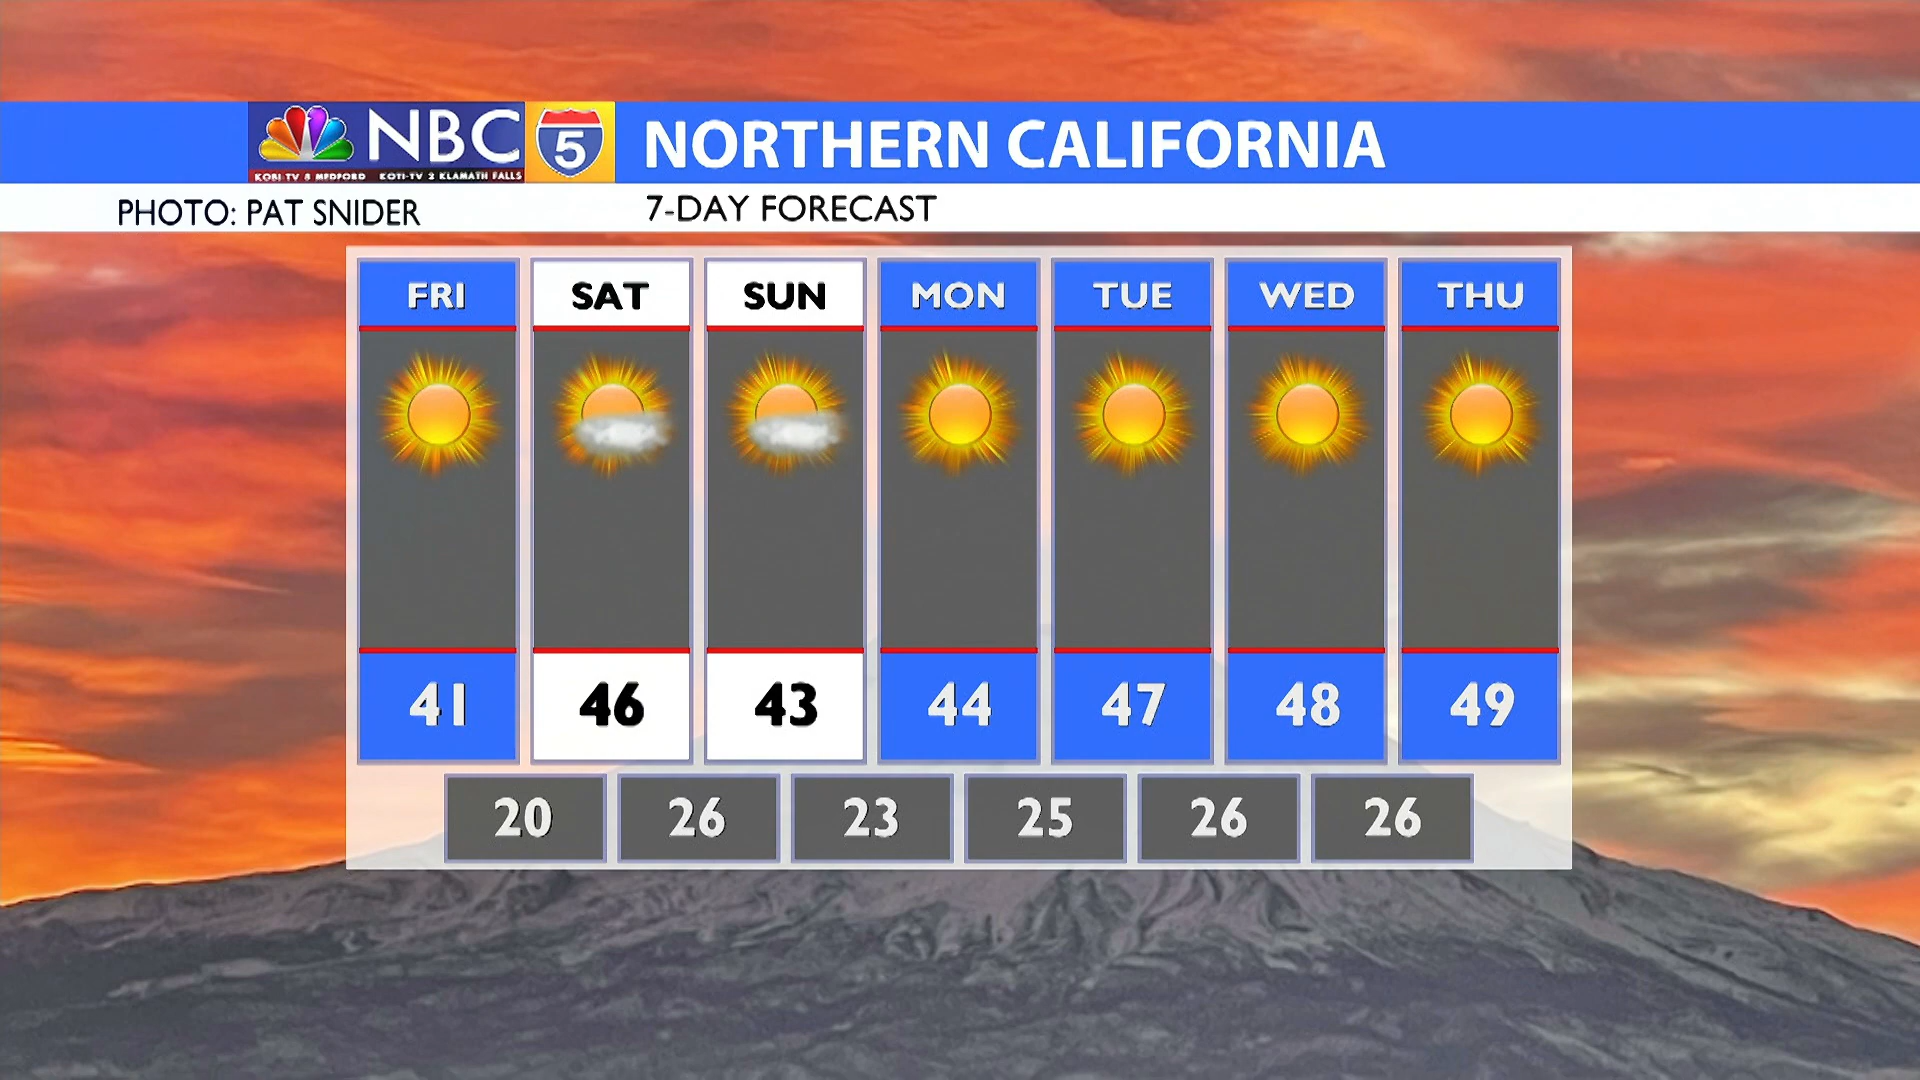 NBC 5
KOBI-TV 5 MEDFORD KOTI-TV 2 KLAMATH FALLS
NORTHERN CALIFORNIA
PHOTO: PAT SNIDER
7-DAY FORECAST
FRI SAT SUN MON TUE WED THU
41 46 43 44 47 48 49
20 26 23 25 26 26